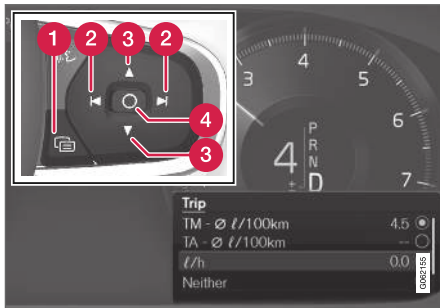 1
2
3
2
4
3
3
4
5
6
7
P
R
N
D
4
±
Trip
TM - Ø ℓ/100km 4.5
TA - Ø ℓ/100km --
ℓ/h 0.0
Neither
G062155